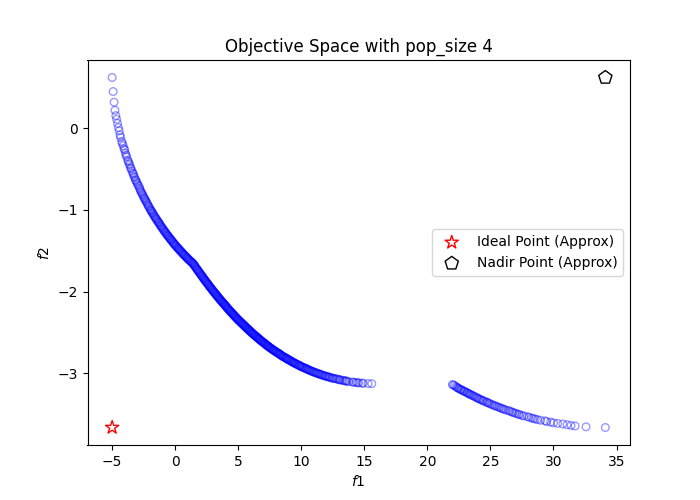 Objective Space with pop_size 4
f2
0
−1
−2
−3
Ideal Point (Approx)
Nadir Point (Approx)
−5
0
5
10
15
20
25
30
35
f1